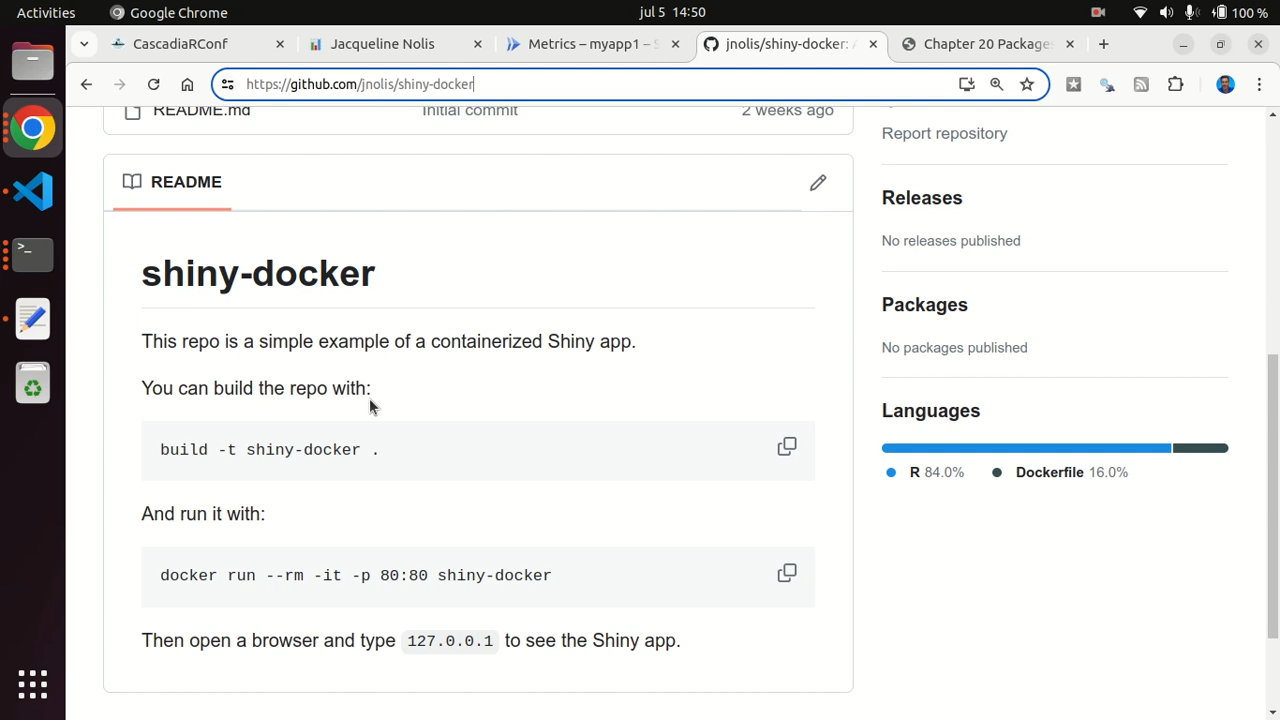 Activities
Google Chrome
jul 5 14:50
100 %
CascadiaRConf
Jacqueline Nolis
Metrics – myapp1 – S
jnolis/shiny-docker: A
Chapter 20 Packages
https://github.com/jnolis/shiny-docker
README.md
Initial commit
2 weeks ago
Report repository
README
Releases
No releases published
shiny-docker
This repo is a simple example of a containerized Shiny app.
Packages
No packages published
You can build the repo with:
build -t shiny-docker .
Languages
R 84.0%
Dockerfile 16.0%
And run it with:
docker run --rm -it -p 80:80 shiny-docker
Then open a browser and type 127.0.0.1 to see the Shiny app.